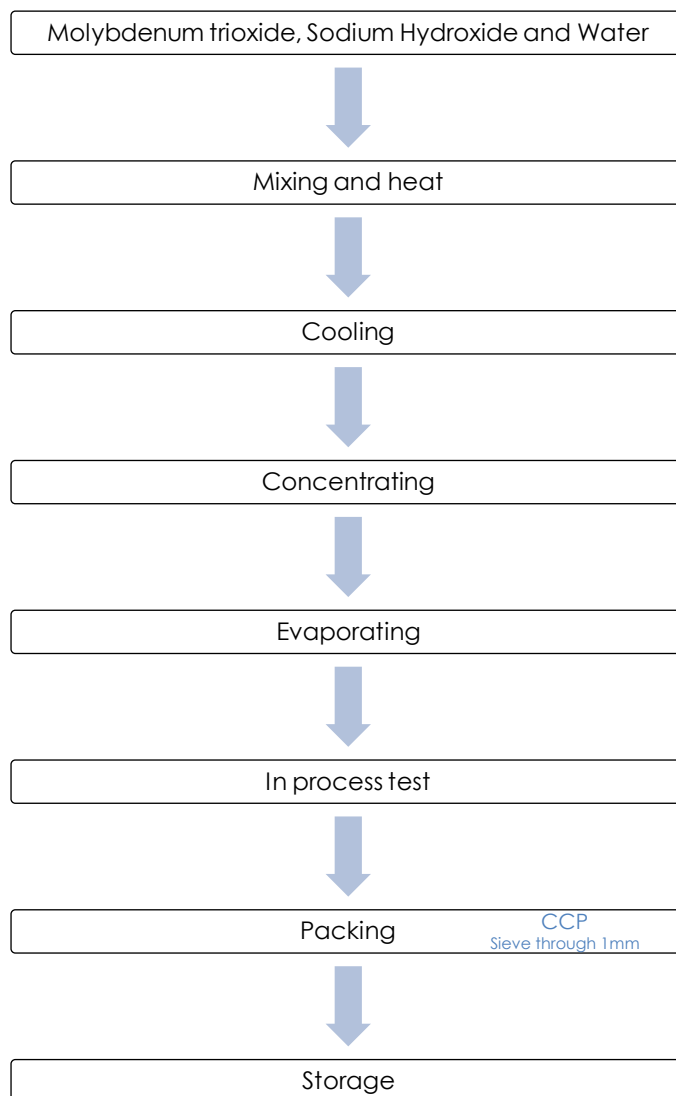 Molybdenum trioxide, Sodium Hydroxide and Water
Mixing and heat
Cooling
Concentrating
Evaporating
In process test
Packing
CCP
Sieve through 1mm
Storage